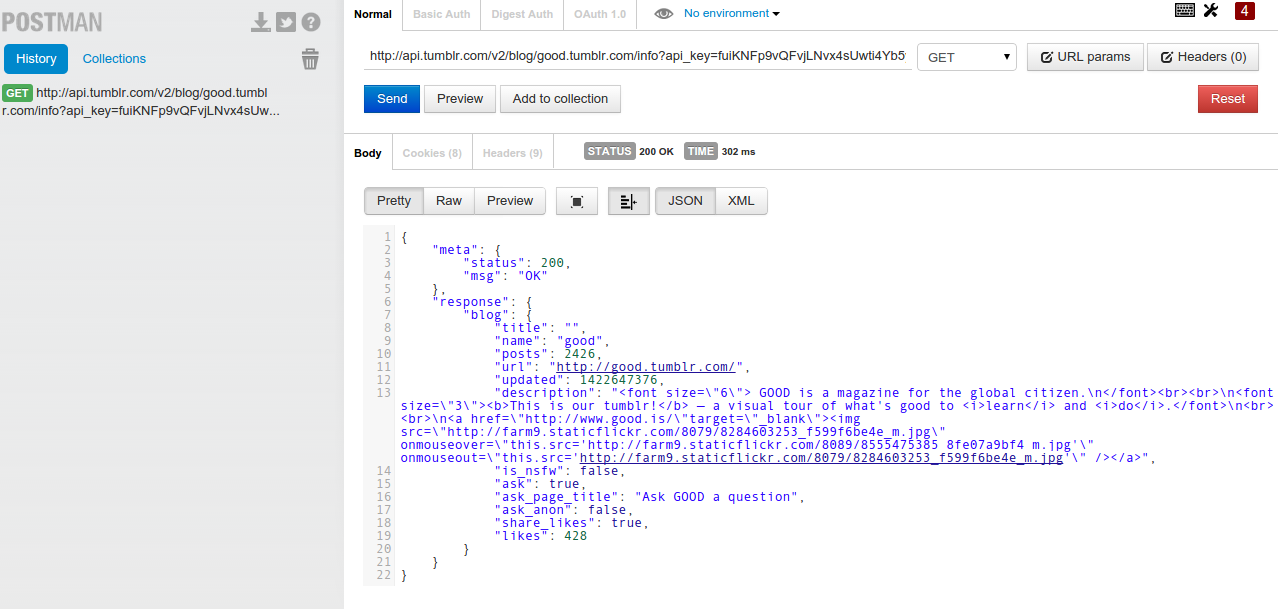 POSTMAN
History Collections
GET http://api.tumblr.com/v2/blog/good.tumbl
r.com/info?api_key=fuiKNFp9vQFvjLNvx4sUw...
Normal Basic Auth Digest Auth OAuth 1.0 No environment 4
http://api.tumblr.com/v2/blog/good.tumblr.com/info?api_key=fuiKNFp9vQFvjLNvx4sUwti4Yb5 GET URL params Headers (0)
Send Preview Add to collection Reset
Body Cookies (8) Headers (9) STATUS 200 OK TIME 302 ms
Pretty Raw Preview JSON XML
1 {
2 "meta": {
3 "status": 200,
4 "msg": "OK"
5 },
6 "response": {
7 "blog": {
8 "title": "",
9 "name": "good",
10 "posts": 2426,
11 "url": "http://good.tumblr.com/",
12 "updated": 1422647376,
13 "description": "<font size=\"6\"> GOOD is a magazine for the global citizen.\n</font><br><br>\n<font
size=\"3\"><b>This is our tumblr!</b> — a visual tour of what's good to <i>learn</i> and <i>do</i>.</font>\n<br>
<br>\n<a href=\"http://www.good.is/\"target=\"_blank\"><img
src=\"http://farm9.staticflickr.com/8079/8284603253_f599f6be4e_m.jpg\"
onmouseover=\"this.src='http://farm9.staticflickr.com/8089/8555475385_8fe07a9bf4_m.jpg'\"
onmouseout=\"this.src='http://farm9.staticflickr.com/8079/8284603253_f599f6be4e_m.jpg'\" /></a>",
14 "is_nsfw": false,
15 "ask": true,
16 "ask_page_title": "Ask GOOD a question",
17 "ask_anon": false,
18 "share_likes": true,
19 "likes": 428
20 }
21 }
22 }